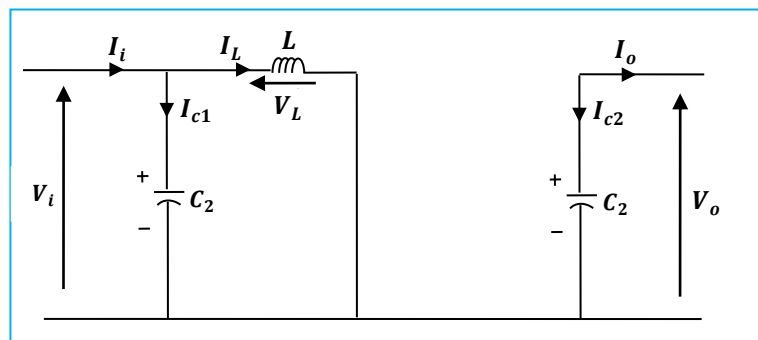 I_i I_L L I_o
V_L
I_c1 I_c2
+ +
V_i C_2 C_2 V_o
− −